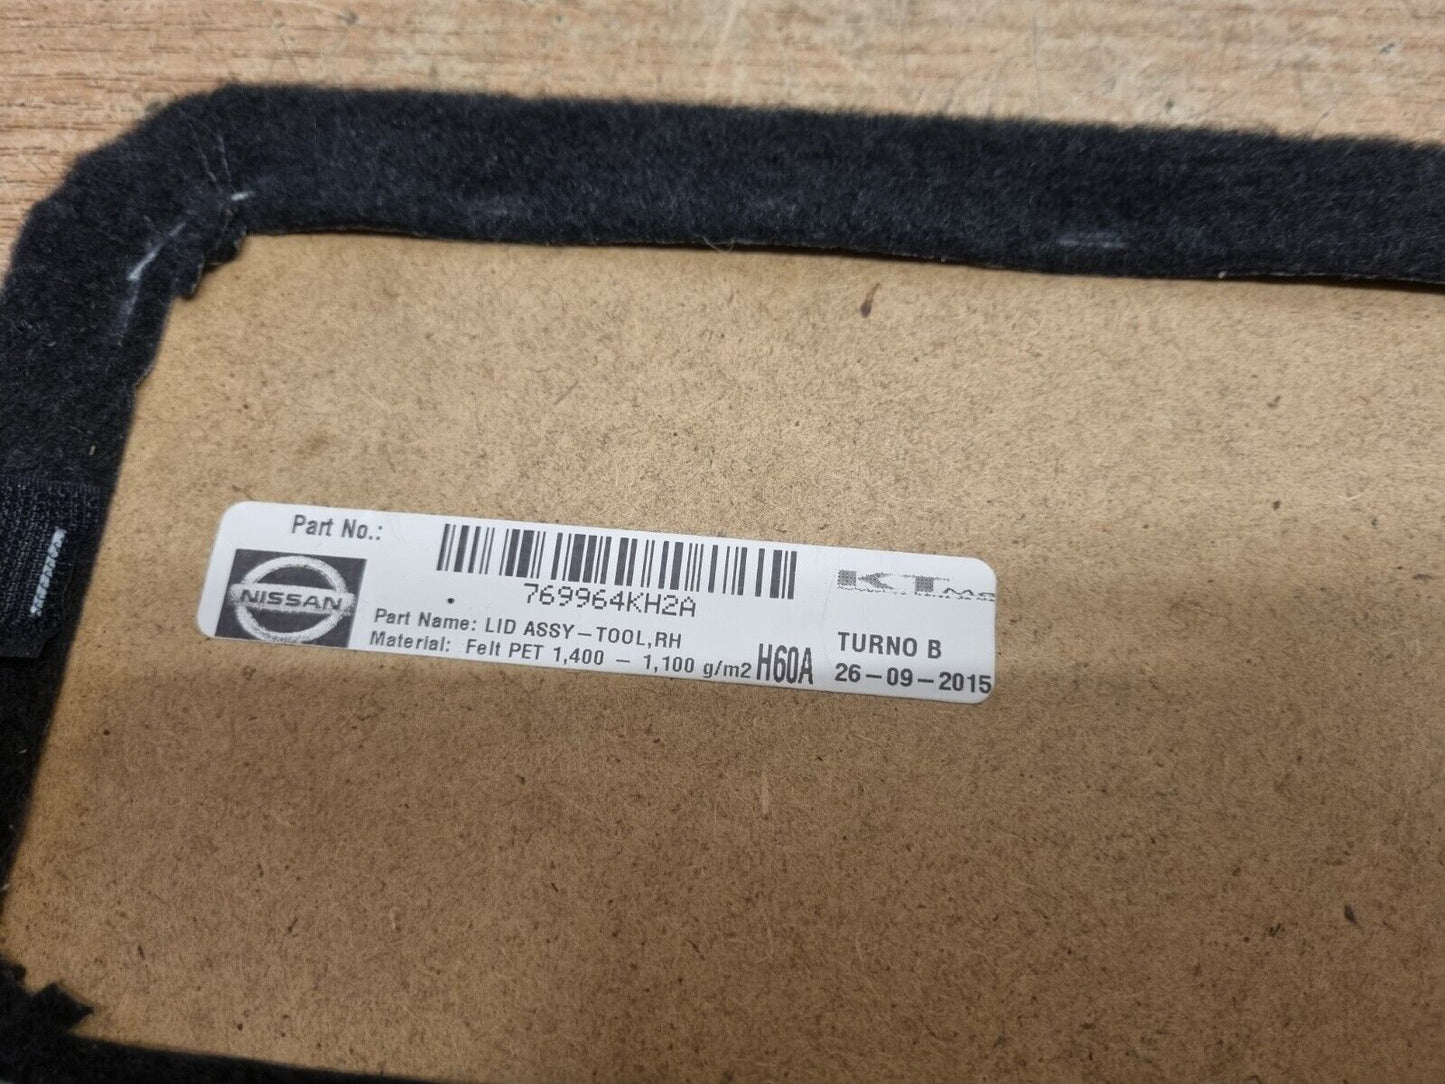 Part No.:
769964KH2A
NISSAN
Part Name: LID ASSY-TOOL,RH
Material: Felt PET 1,400 - 1,100 g/m2 H60A
KT
TURNO B
26-09-2015